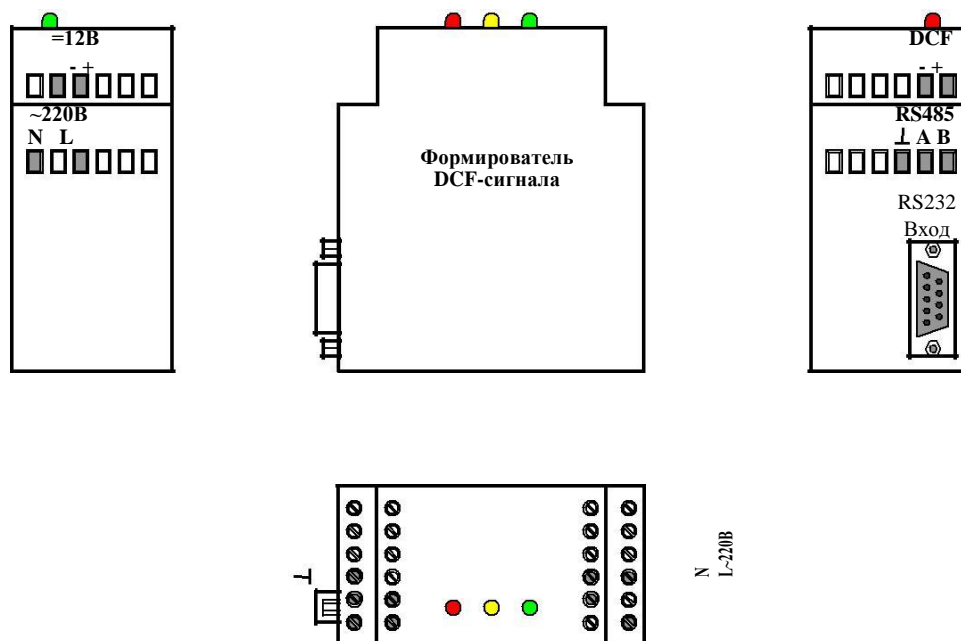 =12В
- +
~220В
N L
Формирователь
DCF-сигнала
DCF
- +
RS485
⊥ A B
RS232
Вход
⊥
N
L~220В